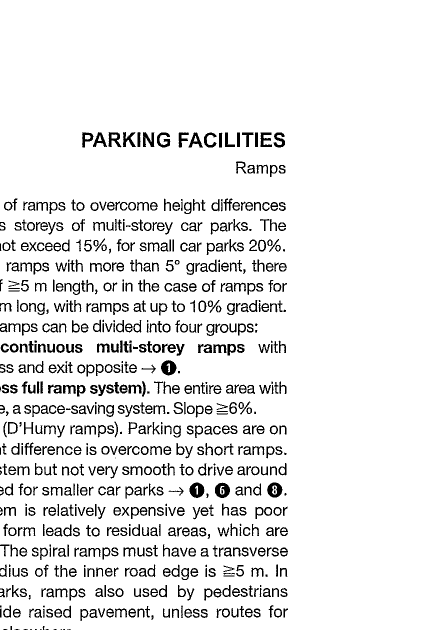 PARKING FACILITIES
Ramps
of ramps to overcome height differences
s storeys of multi-storey car parks. The
not exceed 15%, for small car parks 20%.
ramps with more than 5° gradient, there
f ≧5 m length, or in the case of ramps for
m long, with ramps at up to 10% gradient.
amps can be divided into four groups:
continuous multi-storey ramps with
ss and exit opposite → ❶.
ss full ramp system). The entire area with
e, a space-saving system. Slope ≧6%.
(D'Humy ramps). Parking spaces are on
nt difference is overcome by short ramps.
stem but not very smooth to drive around
ed for smaller car parks → ❶, ❻ and ❽.
em is relatively expensive yet has poor
form leads to residual areas, which are
The spiral ramps must have a transverse
dius of the inner road edge is ≧5 m. In
arks, ramps also used by pedestrians
ide raised pavement, unless routes for